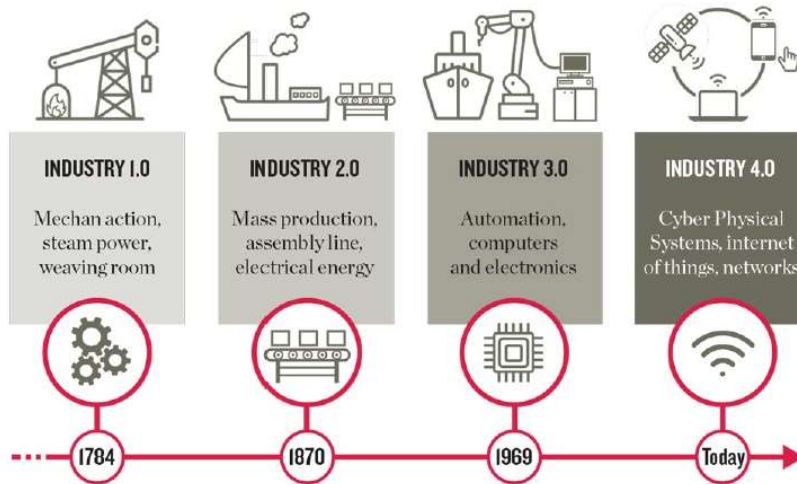 INDUSTRY 1.0
Mechan action,
steam power,
weaving room
INDUSTRY 2.0
Mass production,
assembly line,
electrical energy
INDUSTRY 3.0
Automation,
computers
and electronics
INDUSTRY 4.0
Cyber Physical
Systems, internet
of things, networks
1784
1870
1969
Today